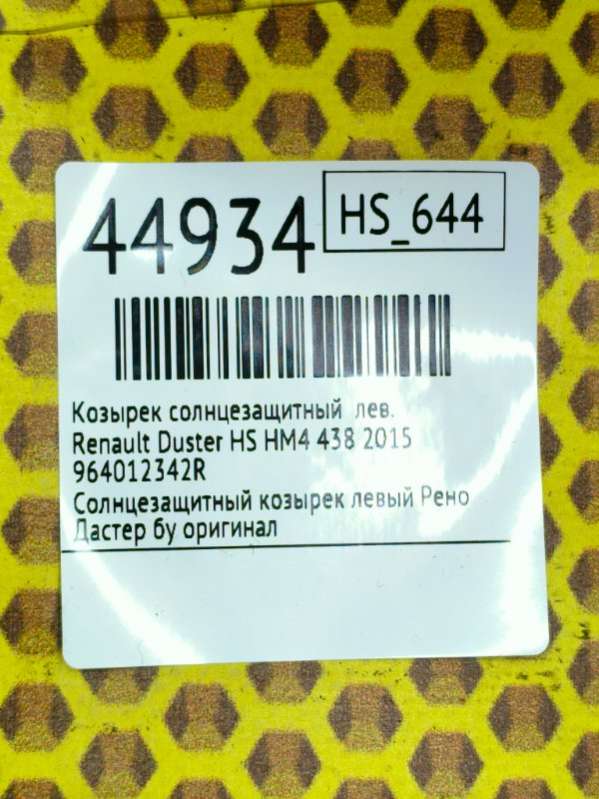 44934
HS_644
Козырек солнцезащитный лев.
Renault Duster HS HM4 438 2015
964012342R
Солнцезащитный козырек левый Рено
Дастер бу оригинал